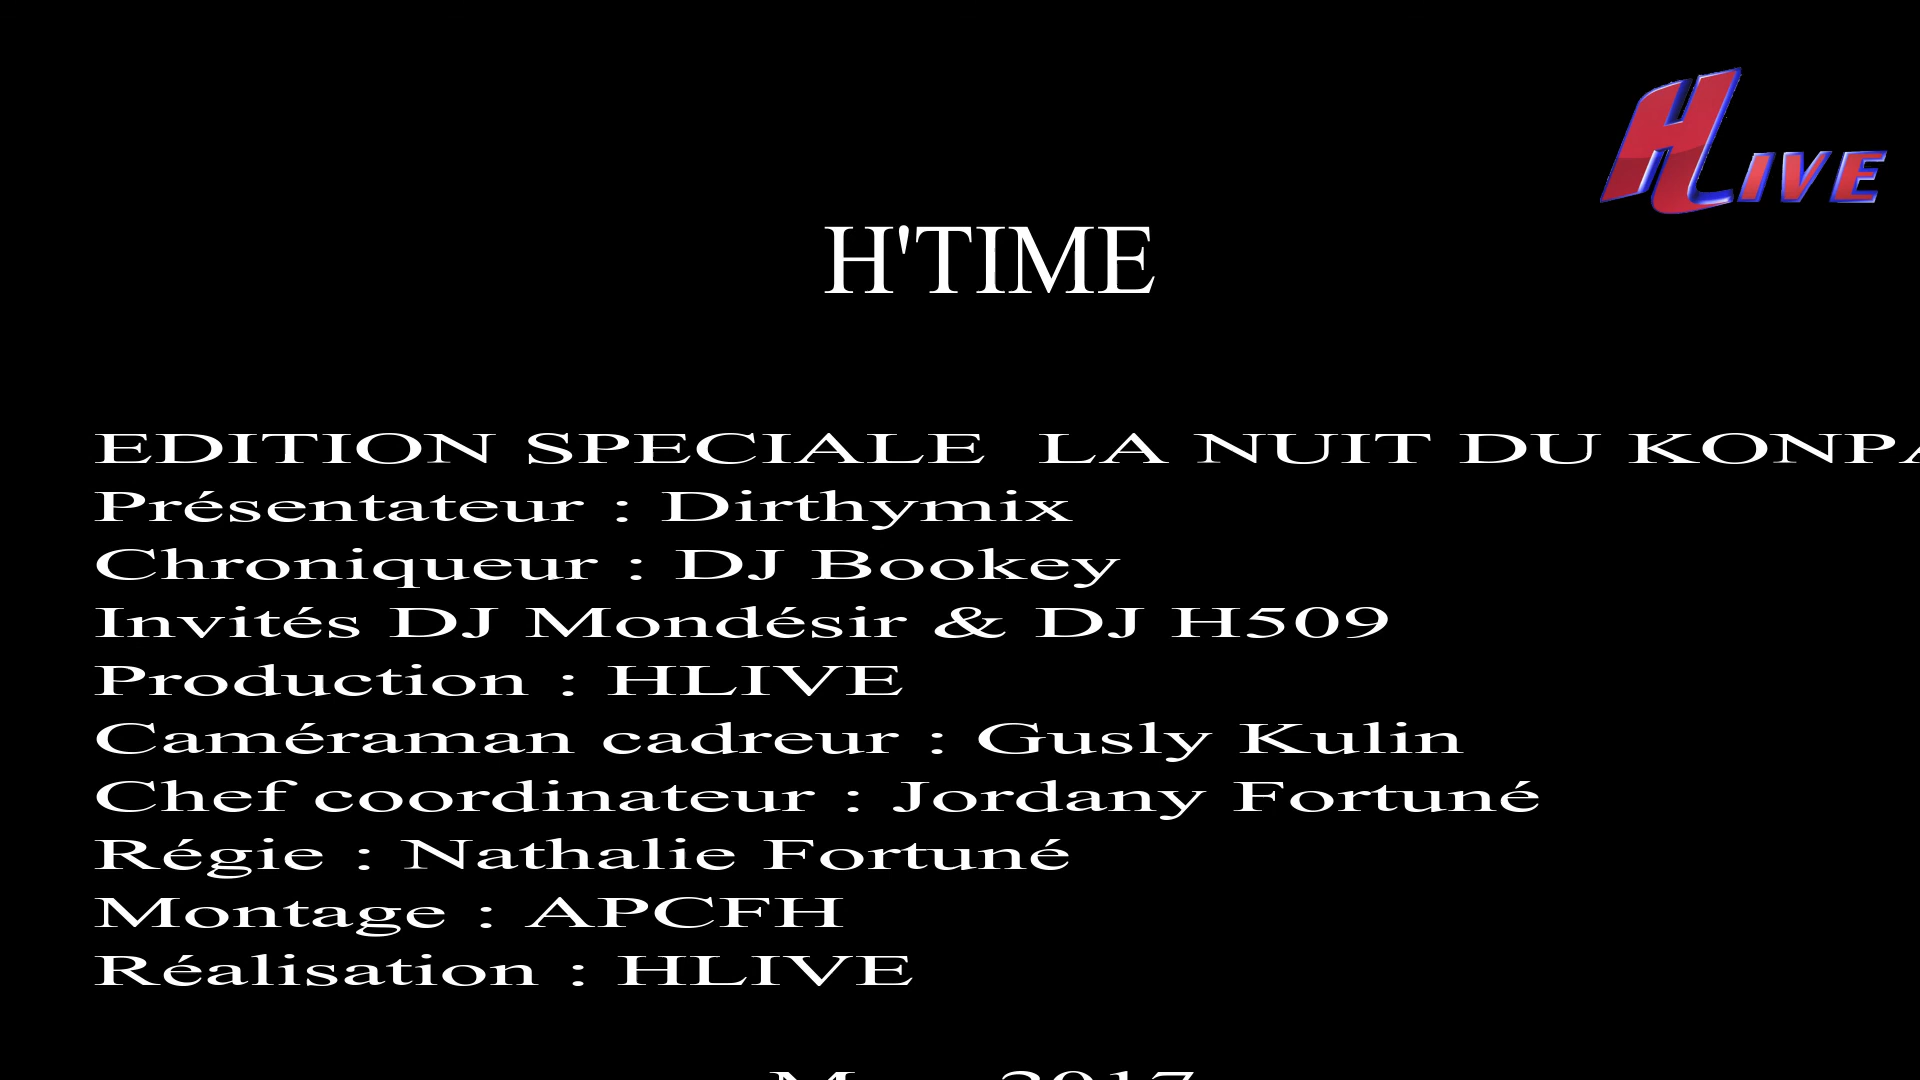 HLIVE
H'TIME
EDITION SPECIALE LA NUIT DU KONPA
Présentateur : Dirthymix
Chroniqueur : DJ Bookey
Invités DJ Mondésir & DJ H509
Production : HLIVE
Caméraman cadreur : Gusly Kulin
Chef coordinateur : Jordany Fortuné
Régie : Nathalie Fortuné
Montage : APCFH
Réalisation : HLIVE
2017